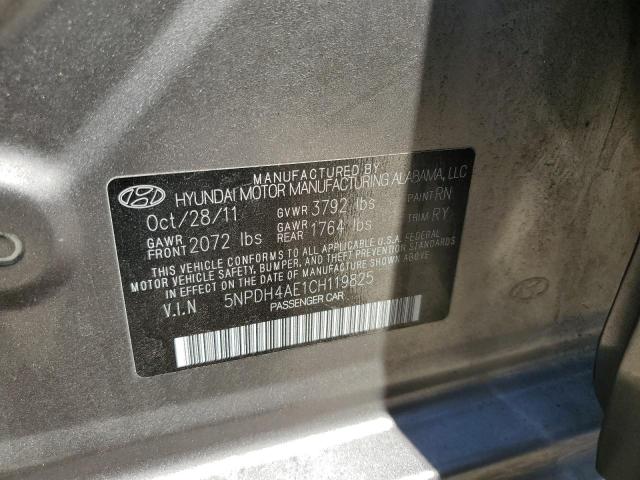 MANUFACTURED BY
HYUNDAI MOTOR MANUFACTURING ALABAMA, LLC
Oct/28/11 GVWR 3792 lbs PAINT RN
GAWR FRONT 2072 lbs GAWR REAR 1764 lbs TRIM RY
THIS VEHICLE CONFORMS TO ALL APPLICABLE U.S. FEDERAL
MOTOR VEHICLE SAFETY, BUMPER, AND THEFT PREVENTION STANDARDS
IN EFFECT ON THE DATE OF MANUFACTURE SHOWN ABOVE.
V.I.N 5NPDH4AE1CH119825
PASSENGER CAR